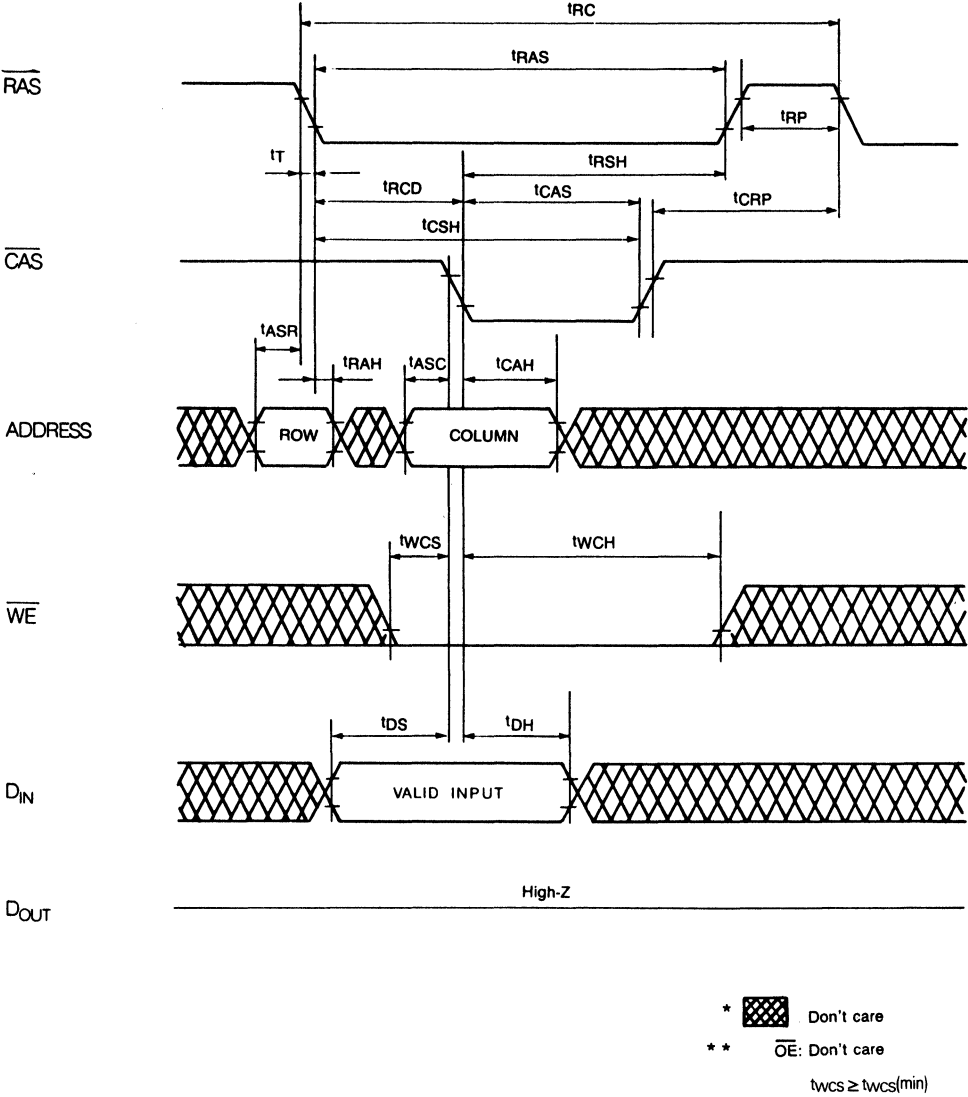 tRC
tRAS
RAS
tRP
tT
tRSH
tRCD
tCAS
tCRP
tCSH
CAS
tASR
tRAH
tASC
tCAH
ADDRESS
ROW
COLUMN
tWCS
tWCH
WE
tDS
tDH
DIN
VALID INPUT
High-Z
DOUT
* Don't care
** OE: Don't care
twcs ≥ twcs(min)